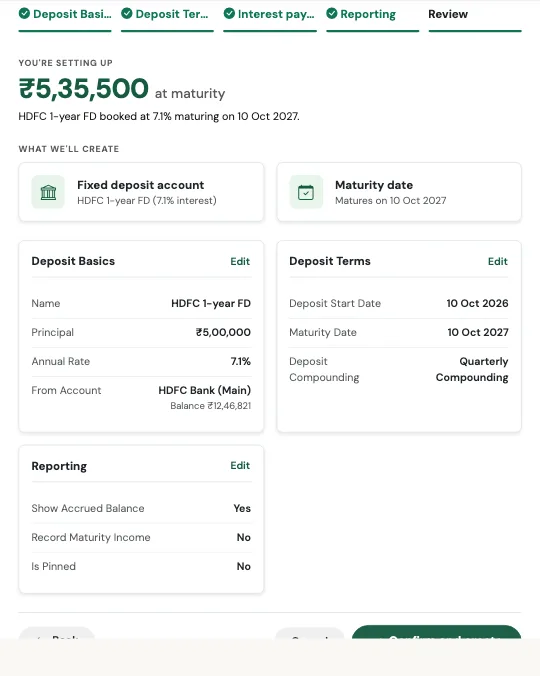 Deposit Basi...
Deposit Ter...
Interest pay...
Reporting
Review
YOU'RE SETTING UP
₹5,35,500 at maturity
HDFC 1-year FD booked at 7.1% maturing on 10 Oct 2027.
WHAT WE'LL CREATE
Fixed deposit account
HDFC 1-year FD (7.1% interest)
Maturity date
Matures on 10 Oct 2027
Deposit Basics Edit
Name HDFC 1-year FD
Principal ₹5,00,000
Annual Rate 7.1%
From Account HDFC Bank (Main)
Balance ₹12,46,821
Deposit Terms Edit
Deposit Start Date 10 Oct 2026
Maturity Date 10 Oct 2027
Deposit Quarterly
Compounding Compounding
Reporting Edit
Show Accrued Balance Yes
Record Maturity Income No
Is Pinned No